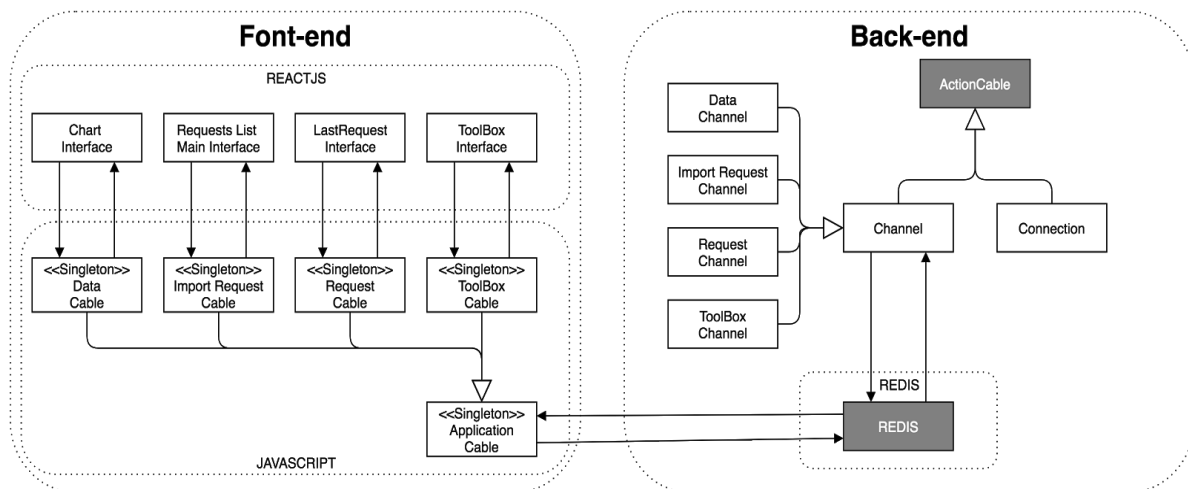 Font-end
REACTJS
Chart
Interface
Requests List
Main Interface
LastRequest
Interface
ToolBox
Interface
<<Singleton>>
Data
Cable
<<Singleton>>
Import Request
Cable
<<Singleton>>
Request
Cable
<<Singleton>>
ToolBox
Cable
<<Singleton>>
Application
Cable
JAVASCRIPT
Back-end
ActionCable
Data
Channel
Import Request
Channel
Request
Channel
ToolBox
Channel
Channel
Connection
REDIS
REDIS